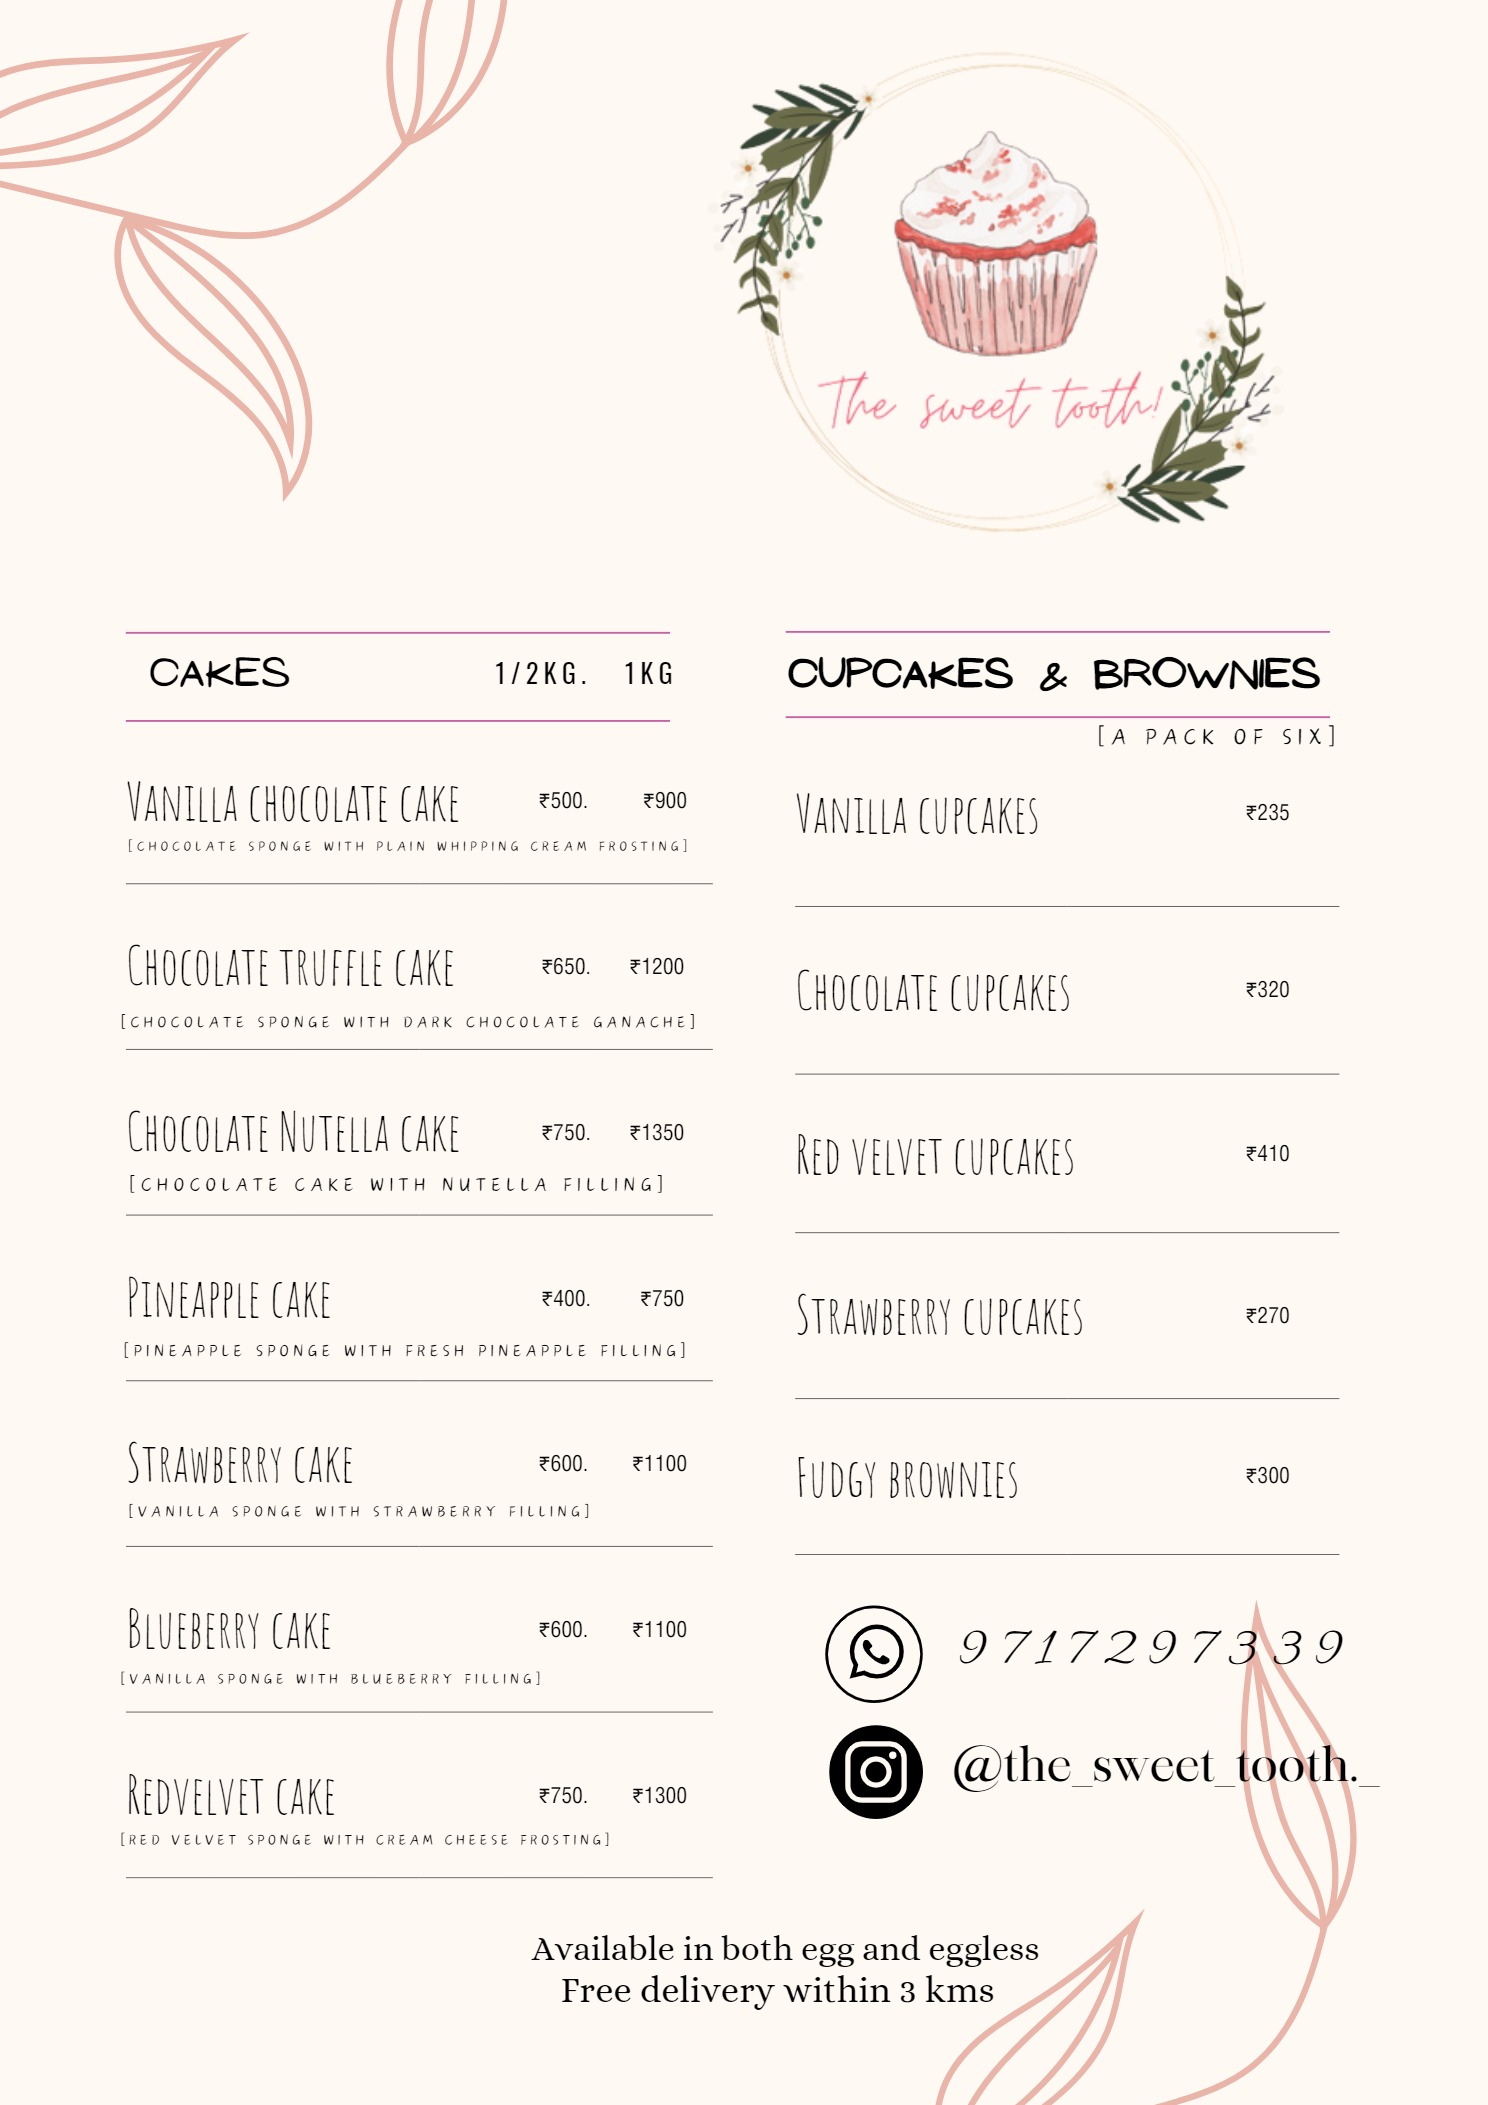 The sweet tooth!
CAKES 1/2KG. 1KG
VANILLA CHOCOLATE CAKE ₹500. ₹900
[CHOCOLATE SPONGE WITH PLAIN WHIPPING CREAM FROSTING]
CHOCOLATE TRUFFLE CAKE ₹650. ₹1200
[CHOCOLATE SPONGE WITH DARK CHOCOLATE GANACHE]
CHOCOLATE NUTELLA CAKE ₹750. ₹1350
[CHOCOLATE CAKE WITH NUTELLA FILLING]
PINEAPPLE CAKE ₹400. ₹750
[PINEAPPLE SPONGE WITH FRESH PINEAPPLE FILLING]
STRAWBERRY CAKE ₹600. ₹1100
[VANILLA SPONGE WITH STRAWBERRY FILLING]
BLUEBERRY CAKE ₹600. ₹1100
[VANILLA SPONGE WITH BLUEBERRY FILLING]
REDVELVET CAKE ₹750. ₹1300
[RED VELVET SPONGE WITH CREAM CHEESE FROSTING]
CUPCAKES & BROWNIES
[A PACK OF SIX]
VANILLA CUPCAKES ₹235
CHOCOLATE CUPCAKES ₹320
RED VELVET CUPCAKES ₹410
STRAWBERRY CUPCAKES ₹270
FUDGY BROWNIES ₹300
9717297339
@the_sweet_tooth._
Available in both egg and eggless
Free delivery within 3 kms